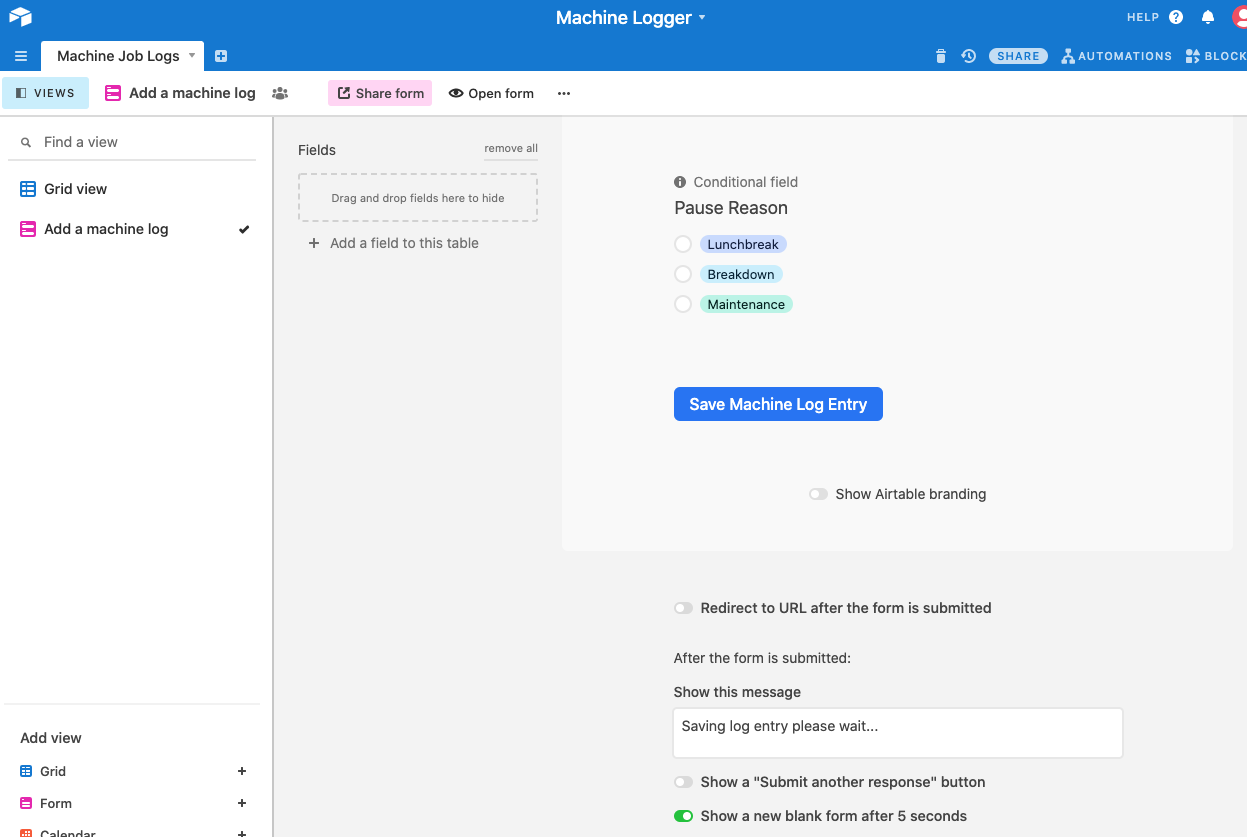 Machine Logger
HELP
Machine Job Logs
SHARE
AUTOMATIONS
BLOCK
VIEWS
Add a machine log
Share form
Open form
Find a view
Grid view
Add a machine log
Add view
Grid
Form
Calendar
Fields
remove all
Drag and drop fields here to hide
Add a field to this table
Conditional field
Pause Reason
Lunchbreak
Breakdown
Maintenance
Save Machine Log Entry
Show Airtable branding
Redirect to URL after the form is submitted
After the form is submitted:
Show this message
Saving log entry please wait...
Show a "Submit another response" button
Show a new blank form after 5 seconds